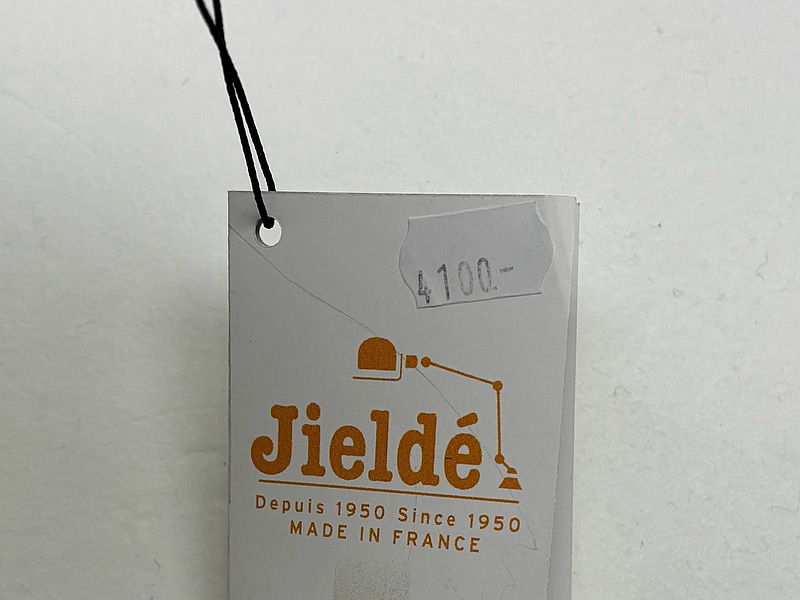 4100.-
Jieldé
Depuis 1950 Since 1950
MADE IN FRANCE